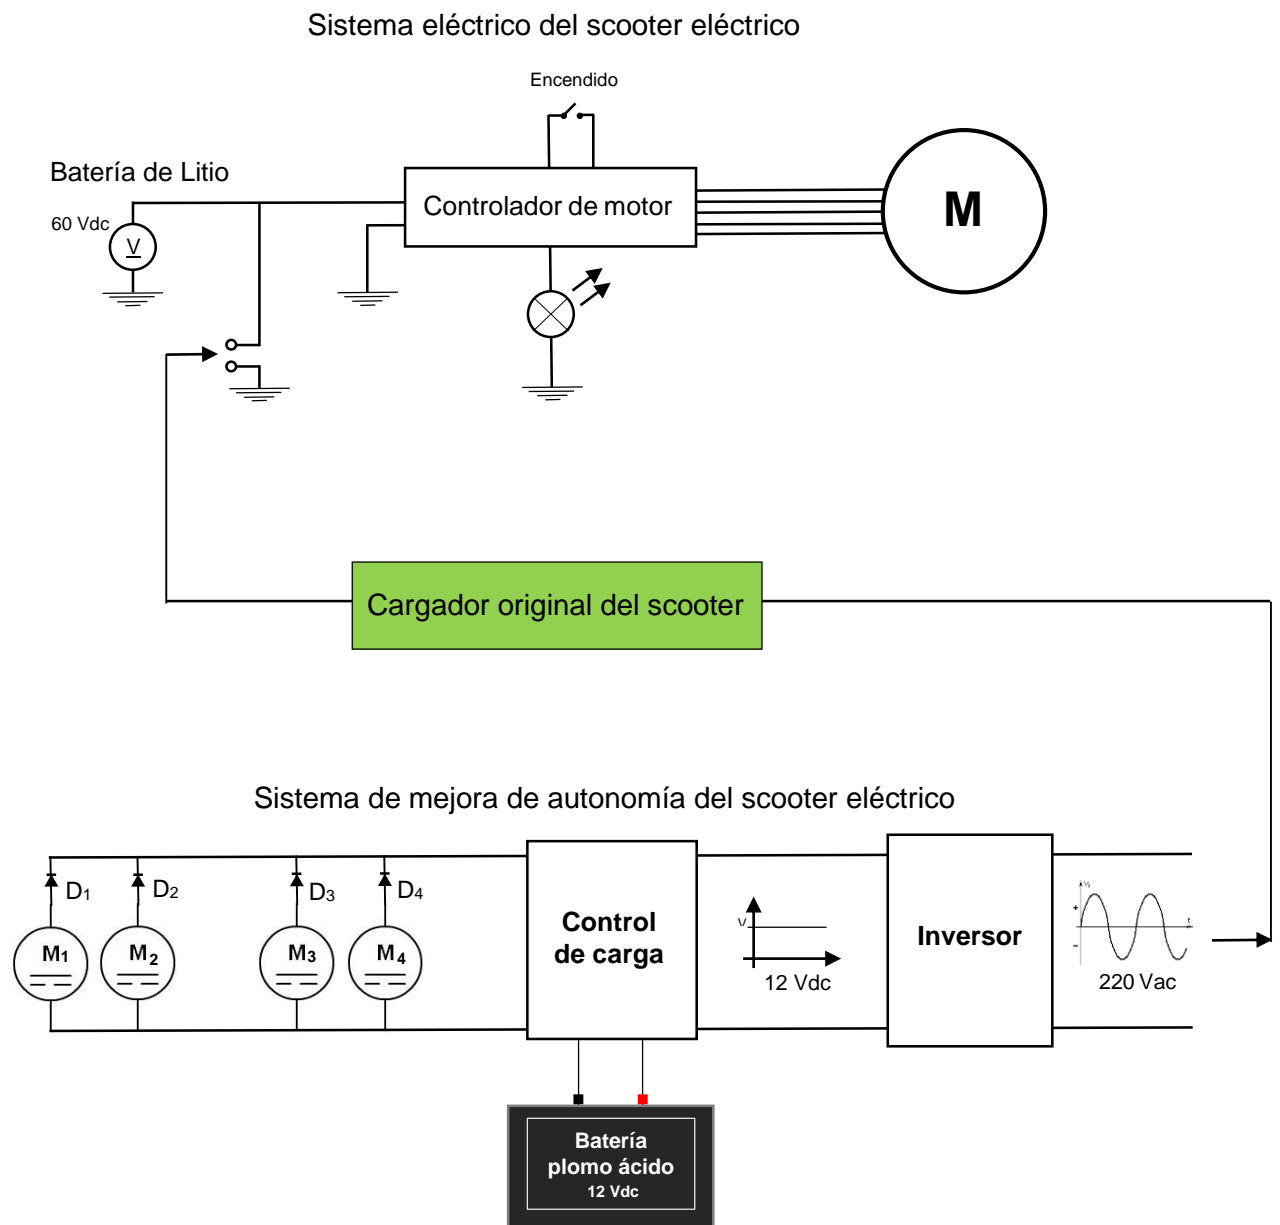 Sistema eléctrico del scooter eléctrico
Encendido
Batería de Litio
60 Vdc
V
Controlador de motor
M
Cargador original del scooter
Sistema de mejora de autonomía del scooter eléctrico
D1
D2
D3
D4
M1
M2
M3
M4
Control
de carga
V
12 Vdc
Inversor
Vi
+
t
−
220 Vac
Batería
plomo ácido
12 Vdc